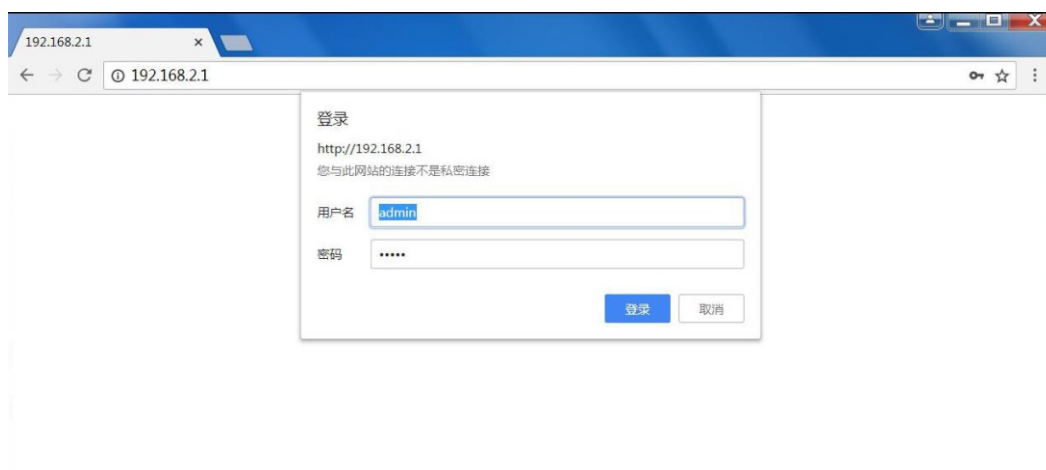 192.168.2.1
192.168.2.1
登录
http://192.168.2.1
您与此网站的连接不是私密连接
用户名 admin
密码 •••••
登录 取消